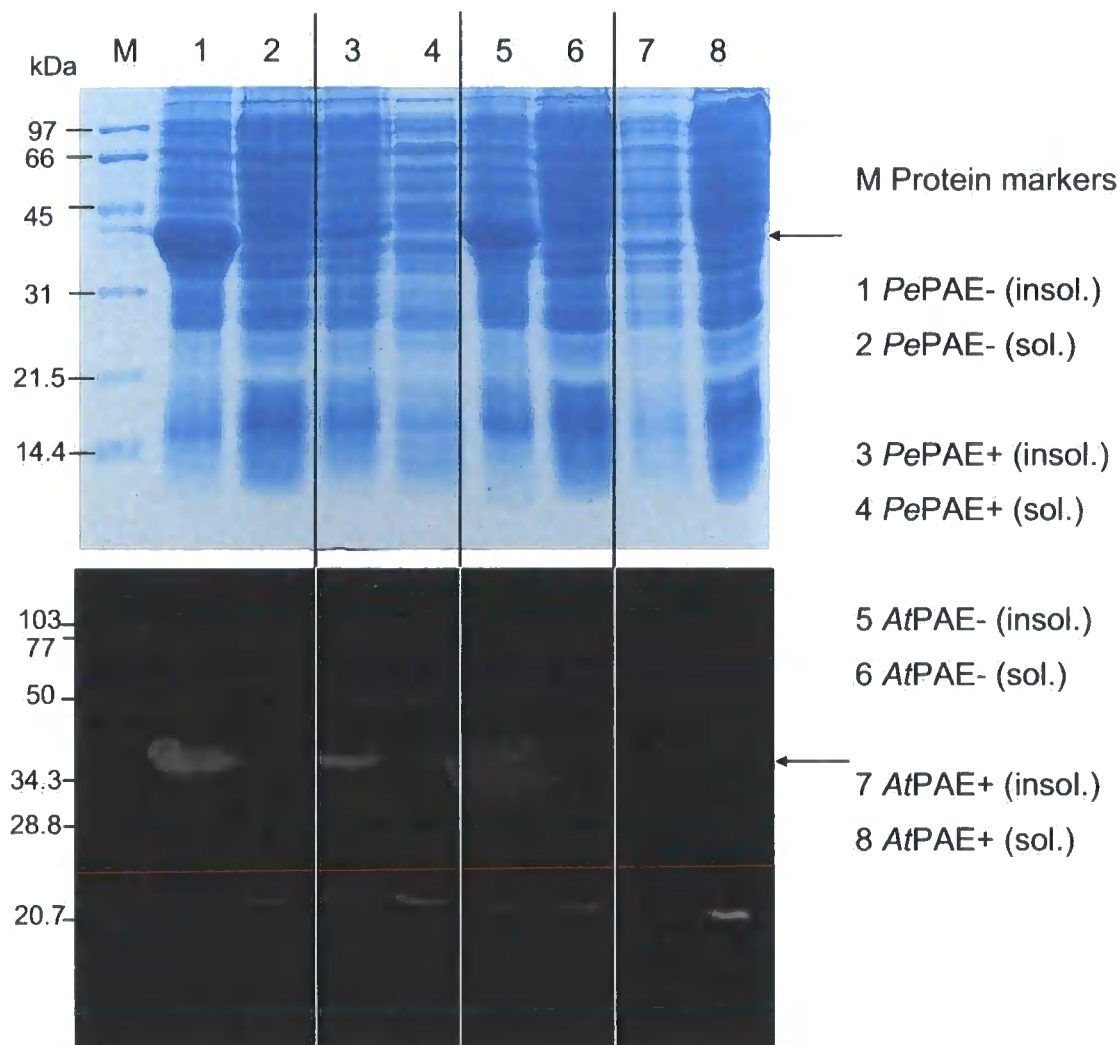 M 1 2 3 4 5 6 7 8
kDa
97
66
45
31
21.5
14.4
M Protein markers
1 PePAE- (insol.)
2 PePAE- (sol.)
3 PePAE+ (insol.)
4 PePAE+ (sol.)
103
77
50
34.3
28.8
20.7
5 AtPAE- (insol.)
6 AtPAE- (sol.)
7 AtPAE+ (insol.)
8 AtPAE+ (sol.)